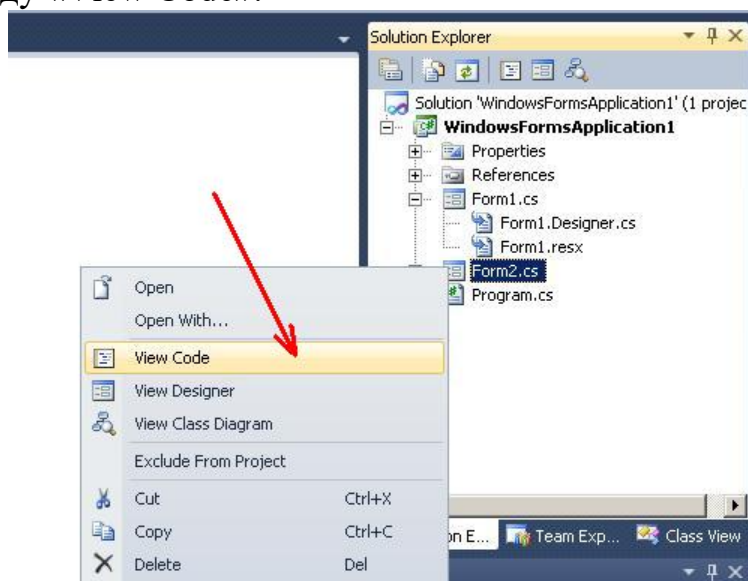 Solution Explorer
Solution 'WindowsFormsApplication1' (1 projec
WindowsFormsApplication1
Properties
References
Form1.cs
Form1.Designer.cs
Form1.resx
Form2.cs
Program.cs
Open
Open With...
View Code
View Designer
View Class Diagram
Exclude From Project
Cut Ctrl+X
Copy Ctrl+C
Delete Del
on E... Team Exp... Class View